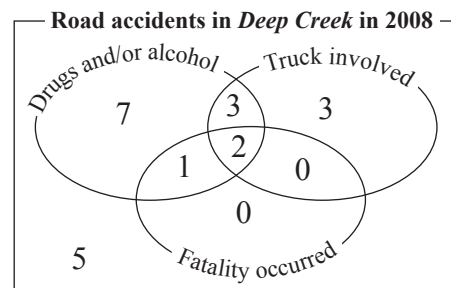 Road accidents in Deep Creek in 2008
Drugs and/or alcohol
Truck involved
7
3
3
2
1
0
0
5
Fatality occurred